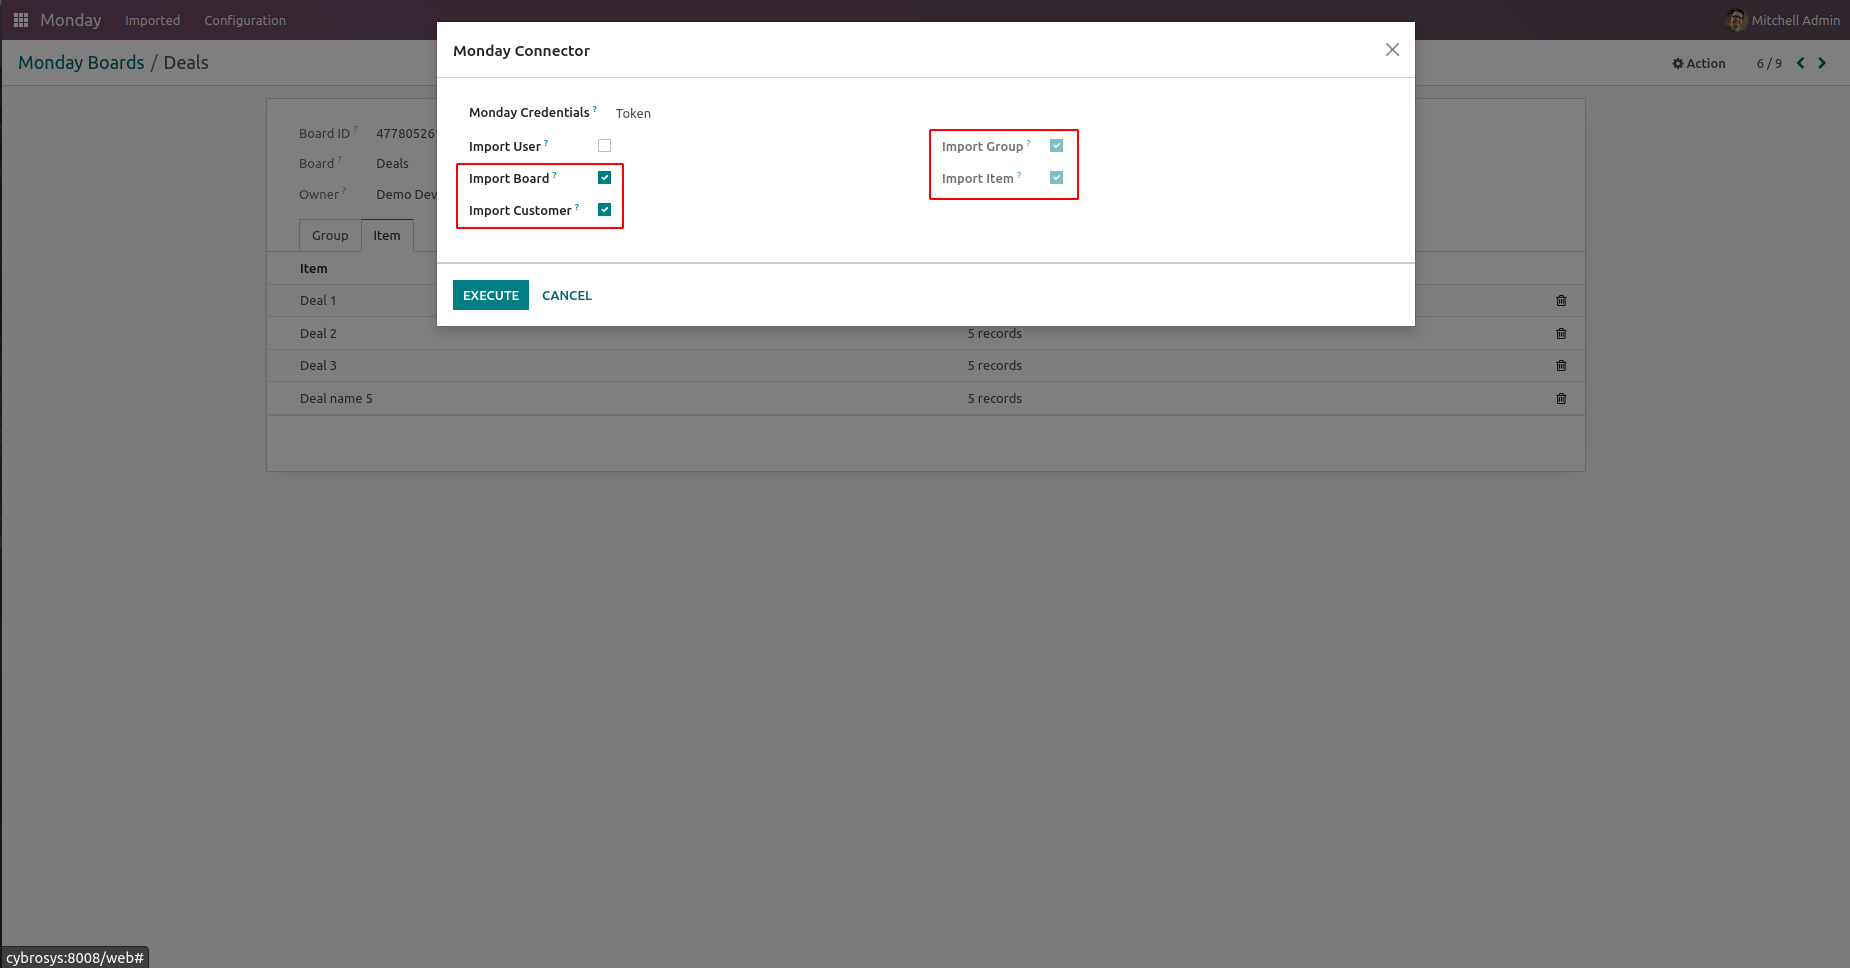 Monday Imported Configuration Mitchell Admin
Monday Boards / Deals Action 6 / 9
Monday Connector
Monday Credentials ? Token
Import User ?
Import Board ?
Import Customer ?
Import Group ?
Import Item ?
EXECUTE CANCEL
Board ID ?
Board ? Deals
Owner ? Demo Dev
Group Item
Item
Deal 1
Deal 2 5 records
Deal 3 5 records
Deal name 5 5 records
cybrosys:8008/web#